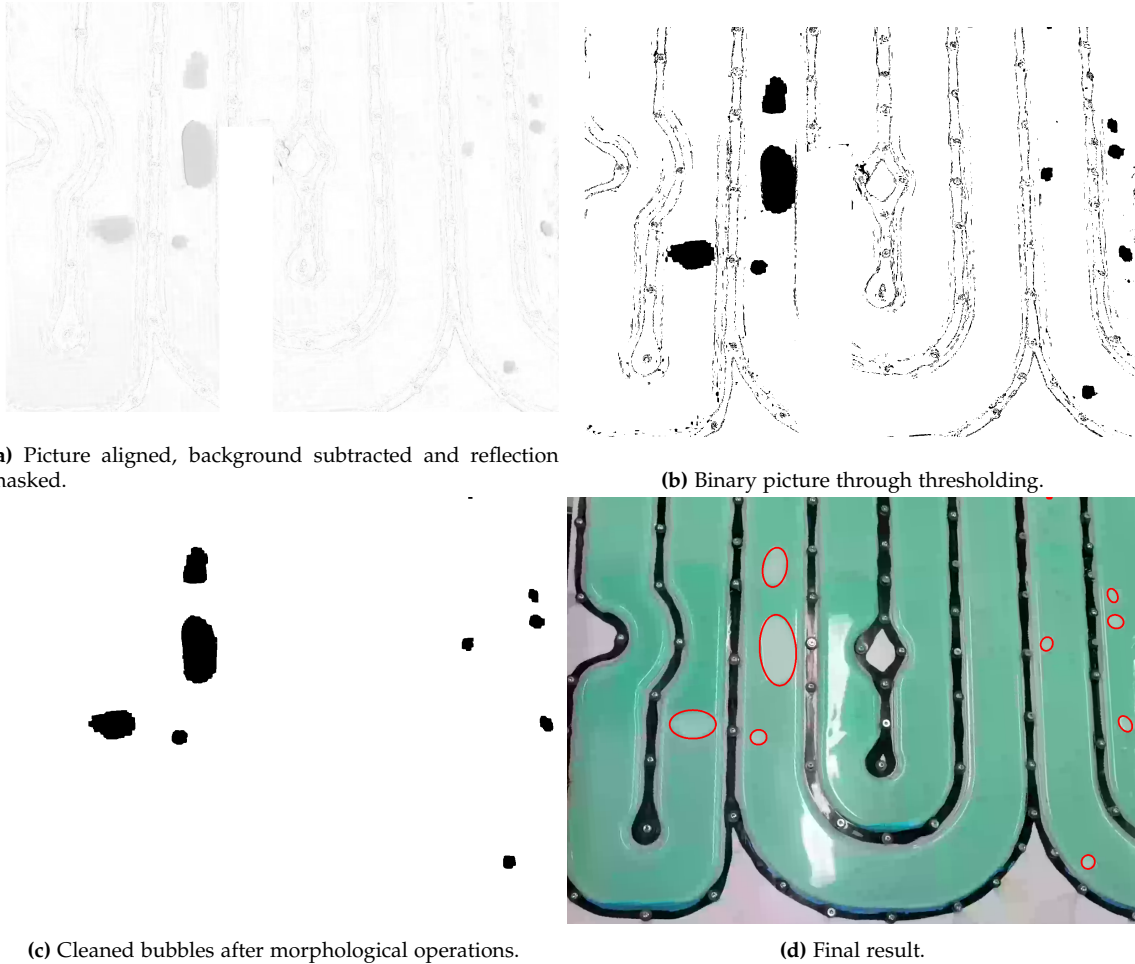 a) Picture aligned, background subtracted and reflection
masked.
(b) Binary picture through thresholding.
(c) Cleaned bubbles after morphological operations.
(d) Final result.